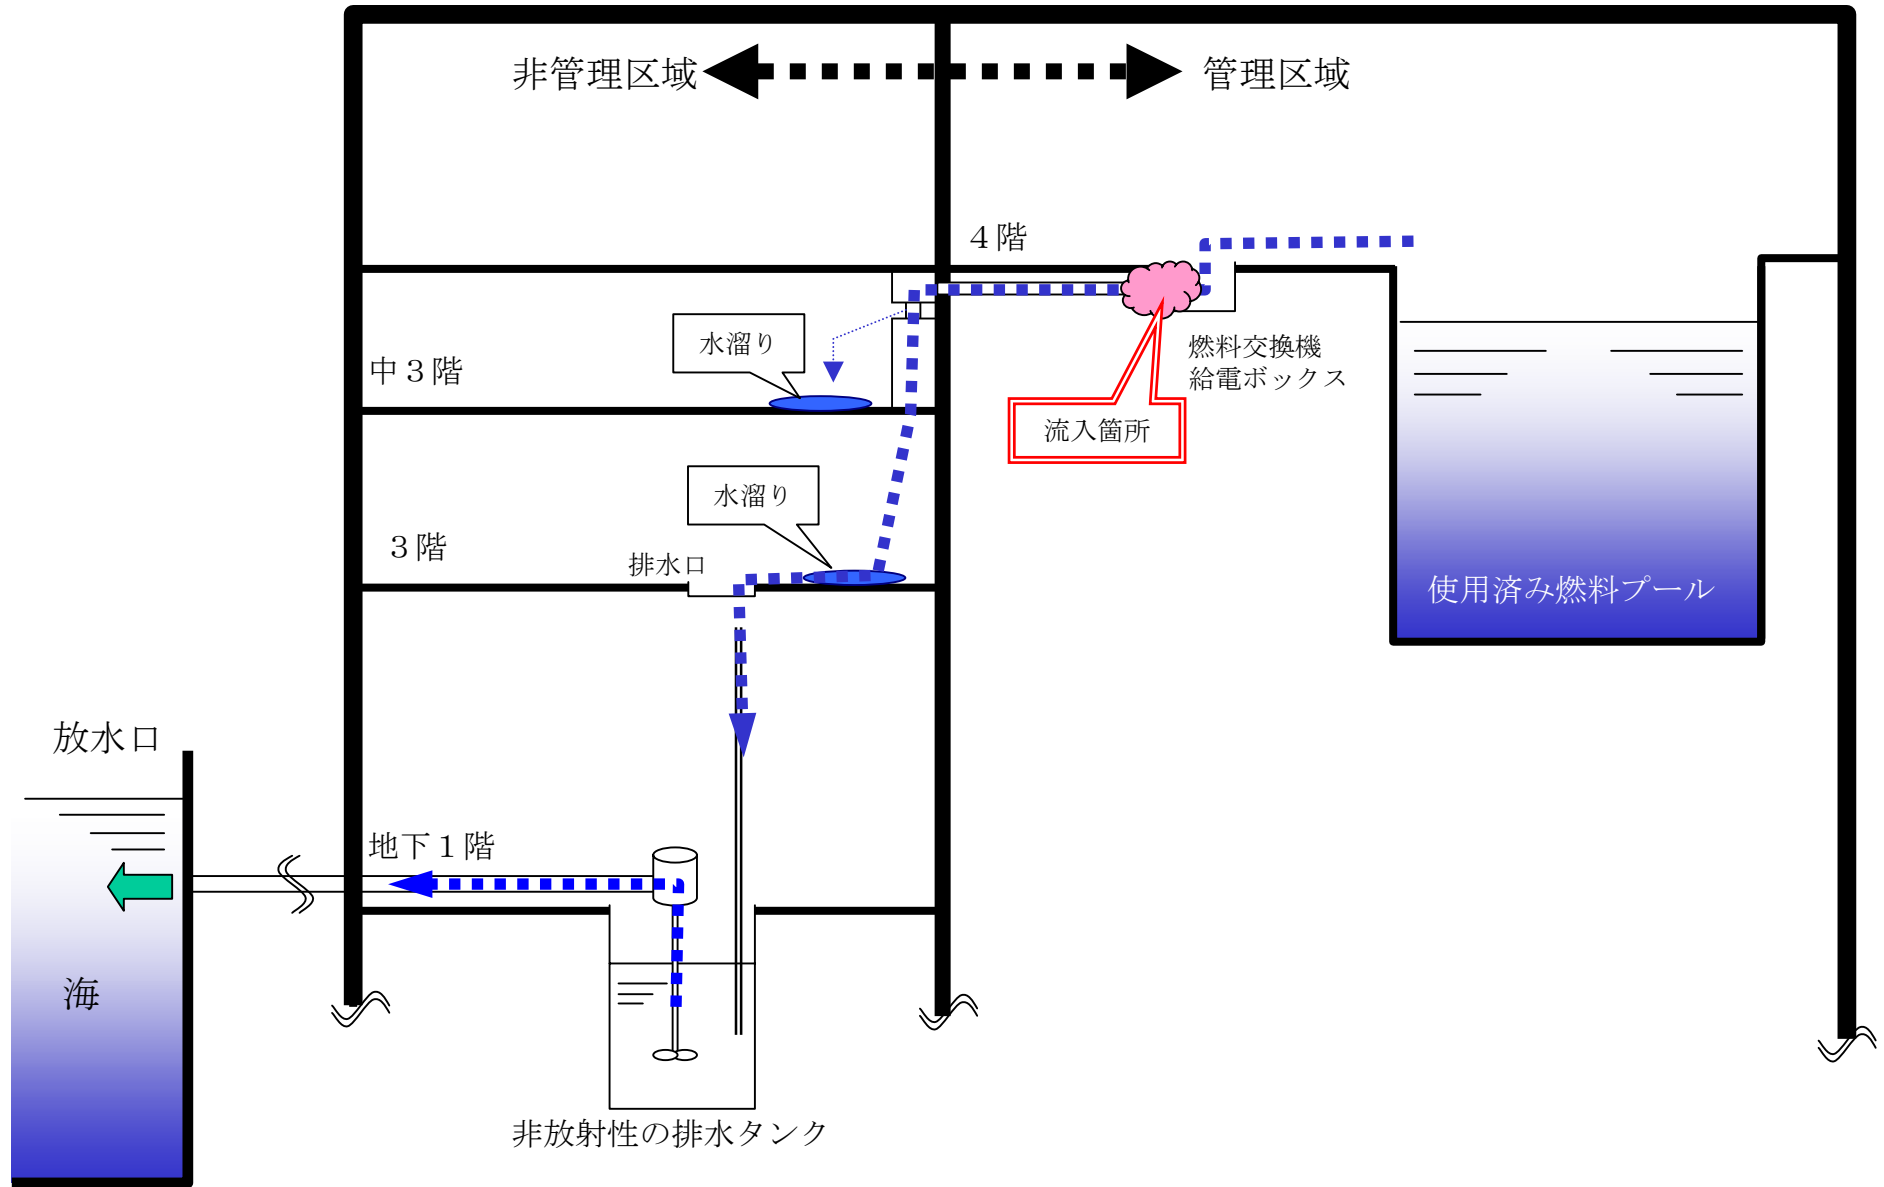 非管理区域
管理区域
４階
水溜り
中３階
燃料交換機
給電ボックス
流入箇所
水溜り
３階
排水口
使用済み燃料プール
放水口
地下１階
海
非放射性の排水タンク